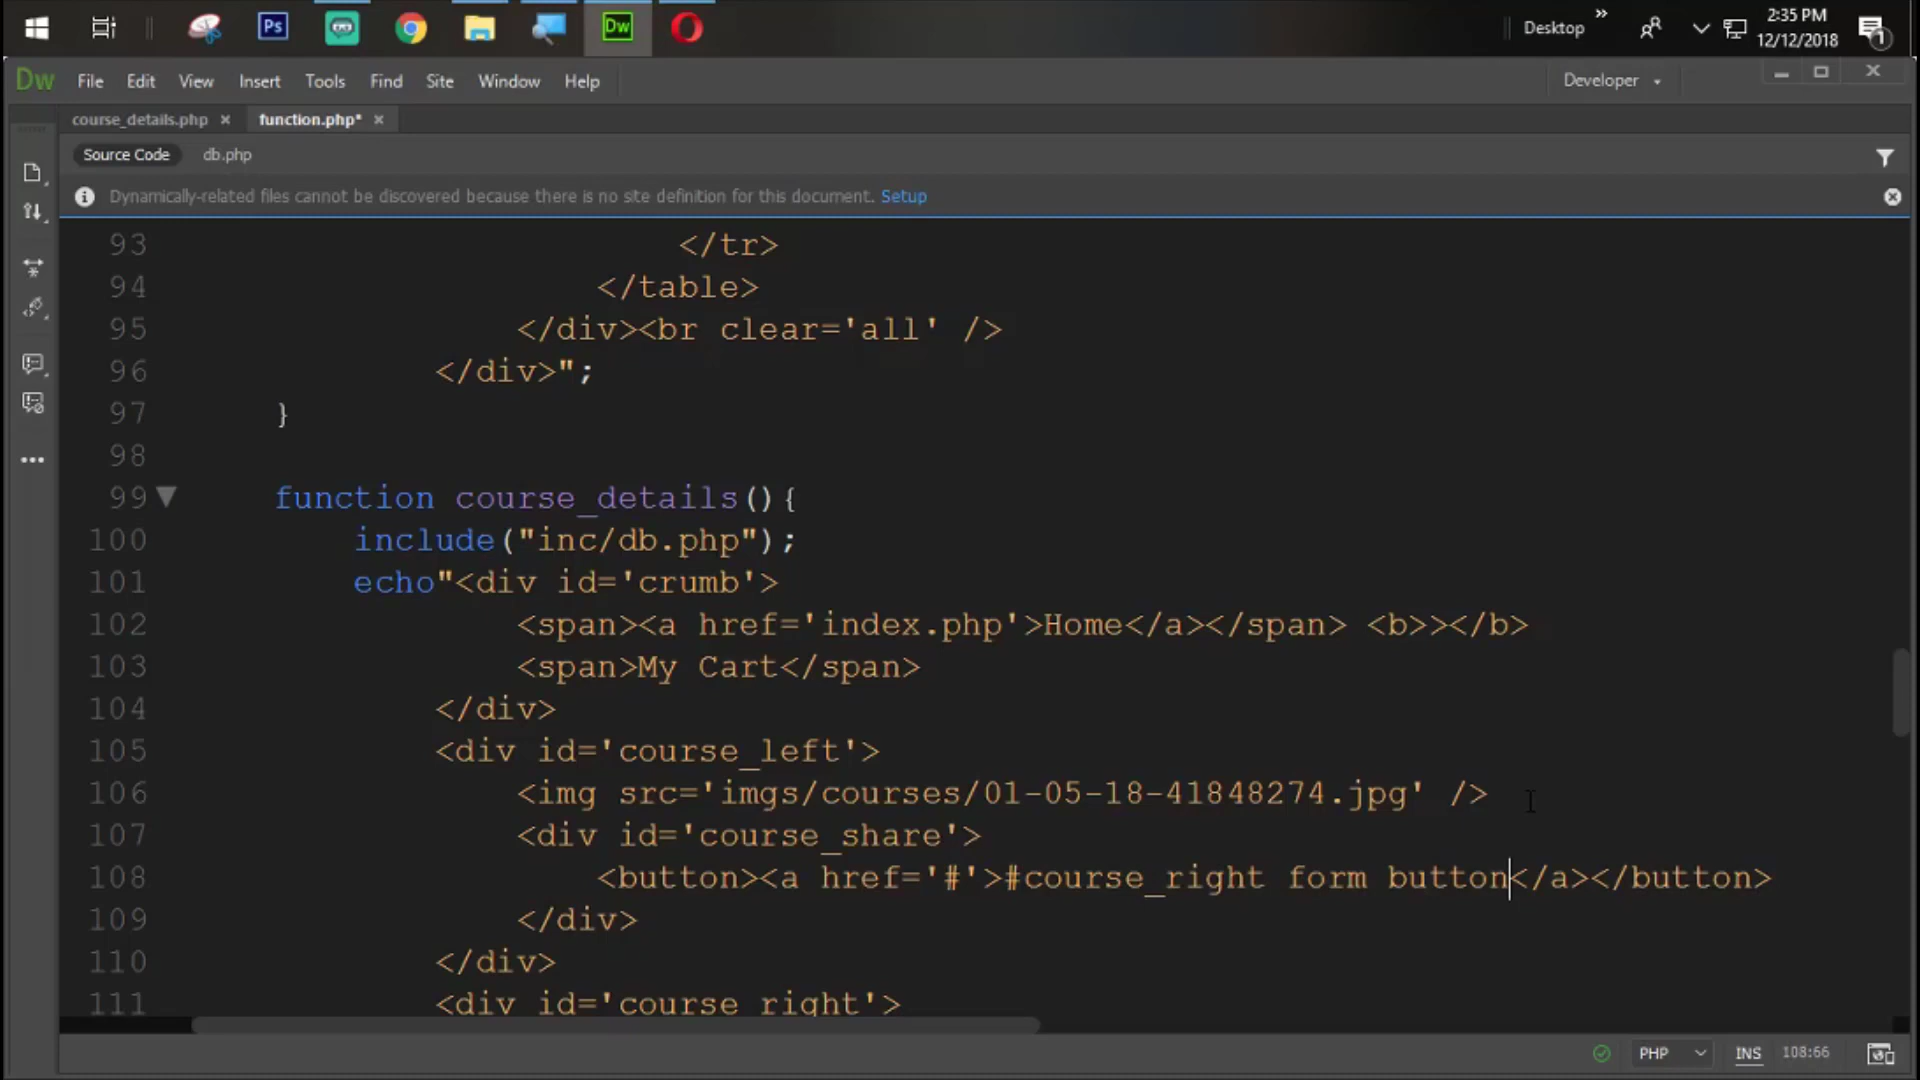 Ps
Dw
Desktop
»
2:35 PM
12/12/2018
1
Dw File Edit View Insert Tools Find Site Window Help
Developer
course_details.php × function.php* ×
Source Code db.php
Dynamically-related files cannot be discovered because there is no site definition for this document. Setup
93 </tr>
94 </table>
95 </div><br clear='all' />
96 </div>";
97 }
98
99 function course_details(){
100 include("inc/db.php");
101 echo"<div id='crumb'>
102 <span><a href='index.php'>Home</a></span> <b>></b>
103 <span>My Cart</span>
104 </div>
105 <div id='course_left'>
106 <img src='imgs/courses/01-05-18-41848274.jpg' />
107 <div id='course_share'>
108 <button><a href='#'>#course_right form button</a></button>
109 </div>
110 </div>
111 <div id='course_right'>
PHP INS 108:66